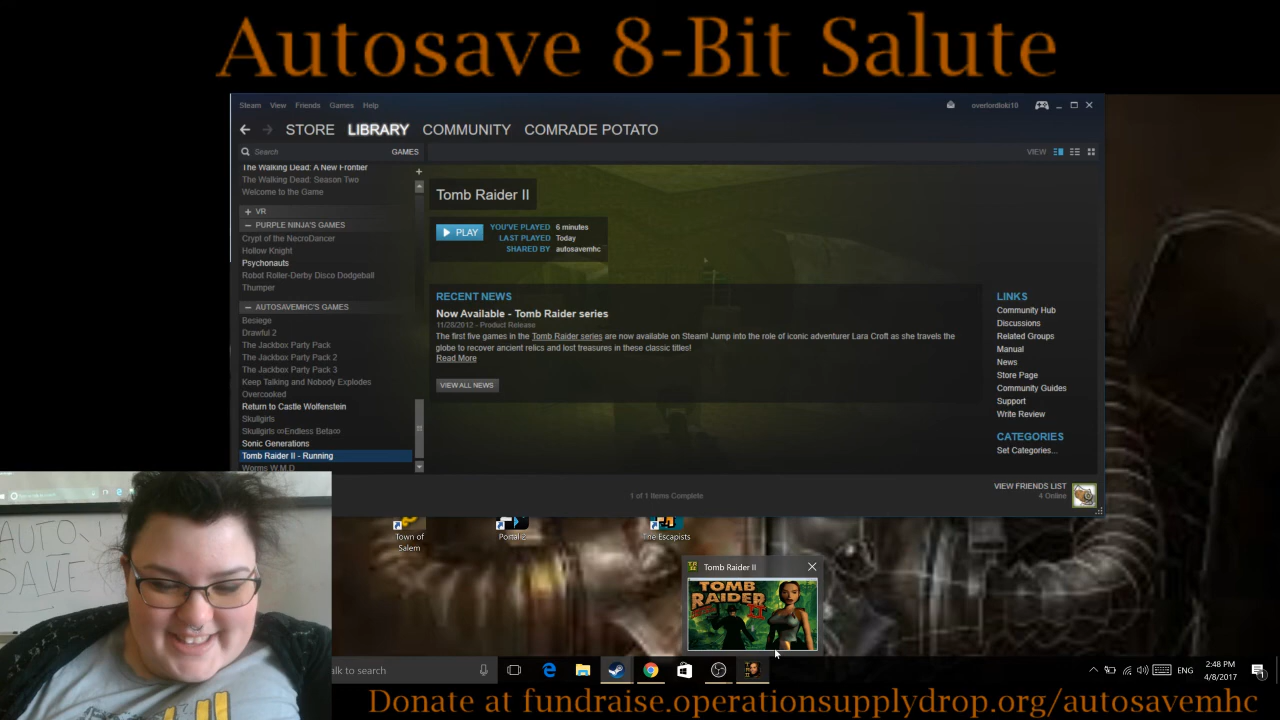 Autosave 8-Bit Salute
Steam View Friends Games Help
overlordloki10
STORE LIBRARY COMMUNITY COMRADE POTATO
Search GAMES
VIEW
The Walking Dead: A New Frontier
The Walking Dead: Season Two
Welcome to the Game
VR
PURPLE NINJA'S GAMES
Crypt of the NecroDancer
Hollow Knight
Psychonauts
Robot Roller-Derby Disco Dodgeball
Thumper
AUTOSAVEMHC'S GAMES
Besiege
Drawful 2
The Jackbox Party Pack
The Jackbox Party Pack 2
The Jackbox Party Pack 3
Keep Talking and Nobody Explodes
Overcooked
Return to Castle Wolfenstein
Skullgirls
Skullgirls ∞Endless Beta∞
Sonic Generations
Tomb Raider II - Running
Worms W.M.D
Tomb Raider II
PLAY
YOU'VE PLAYED 6 minutes
LAST PLAYED Today
SHARED BY autosavemhc
RECENT NEWS
Now Available - Tomb Raider series
11/28/2012 - Product Release
The first five games in the Tomb Raider series are now available on Steam! Jump into the role of iconic adventurer Lara Croft as she travels the
globe to recover ancient relics and lost treasures in these classic titles!
Read More
VIEW ALL NEWS
LINKS
Community Hub
Discussions
Related Groups
Manual
News
Store Page
Community Guides
Support
Write Review
CATEGORIES
Set Categories...
1 of 1 Items Complete
VIEW FRIENDS LIST
4 Online
AUTO
SAVE
Town of
Salem
Portal 2
The Escapists
Tomb Raider II
TOMB
RAIDER
II
talk to search
ENG
2:48 PM
4/8/2017
Donate at fundraise.operationsupplydrop.org/autosavemhc